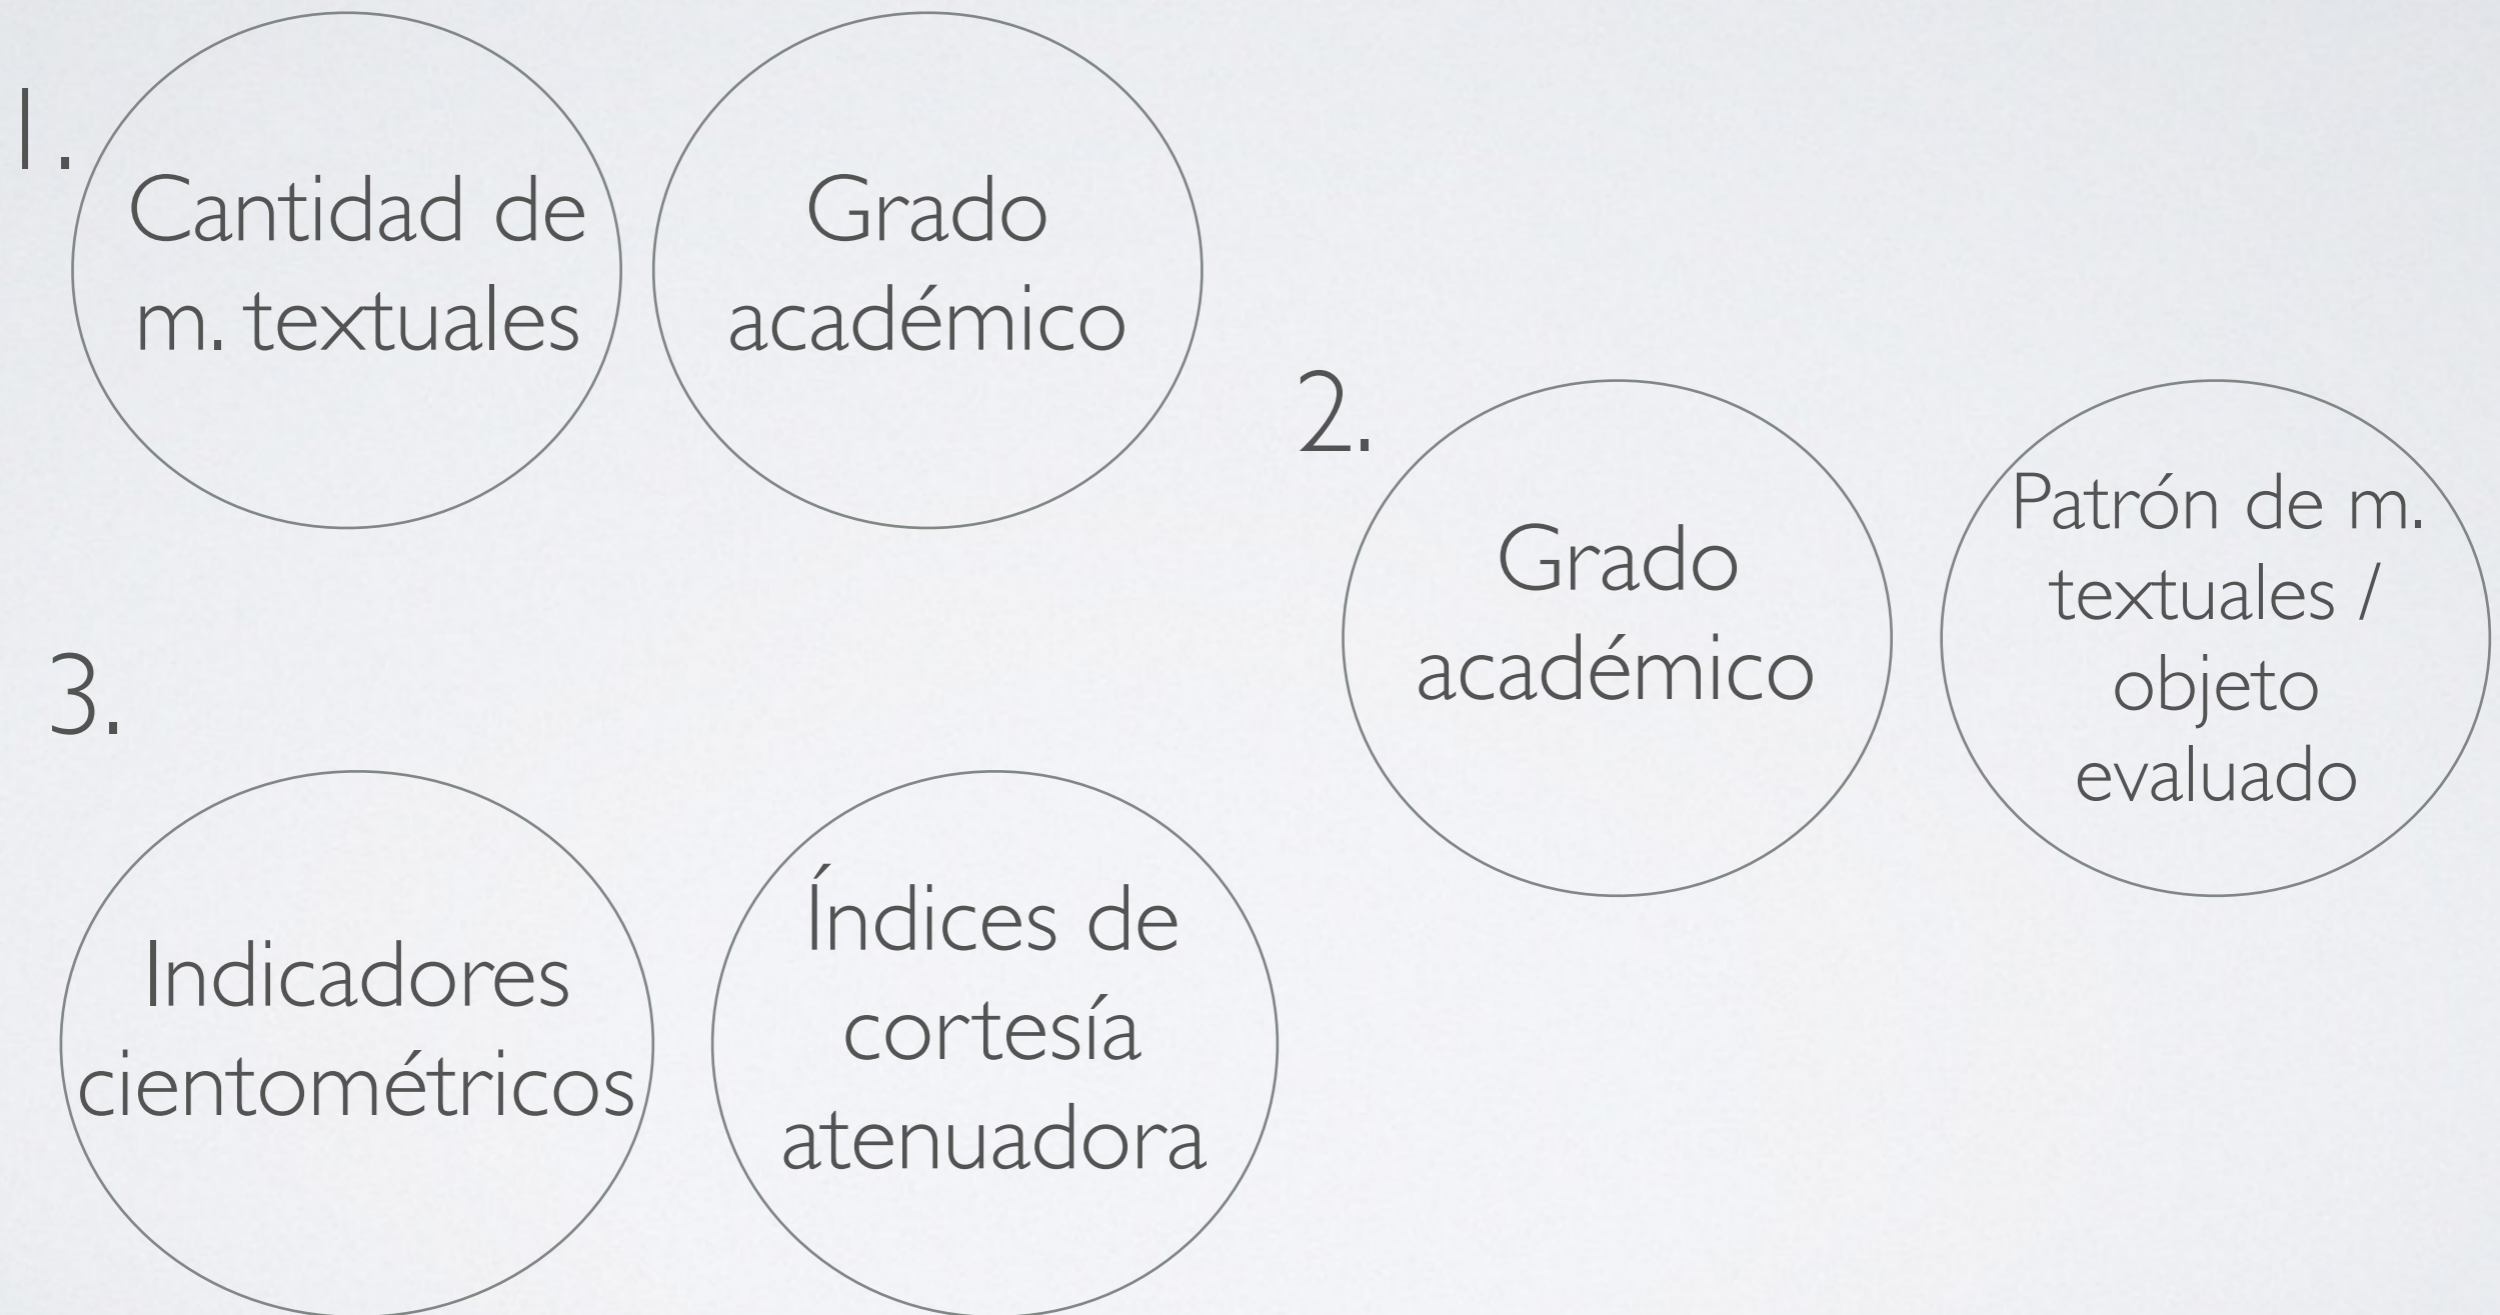 1.
Cantidad de
m. textuales
Grado
académico
2.
Grado
académico
Patrón de m.
textuales /
objeto
evaluado
3.
Indicadores
cientométricos
Índices de
cortesía
atenuadora